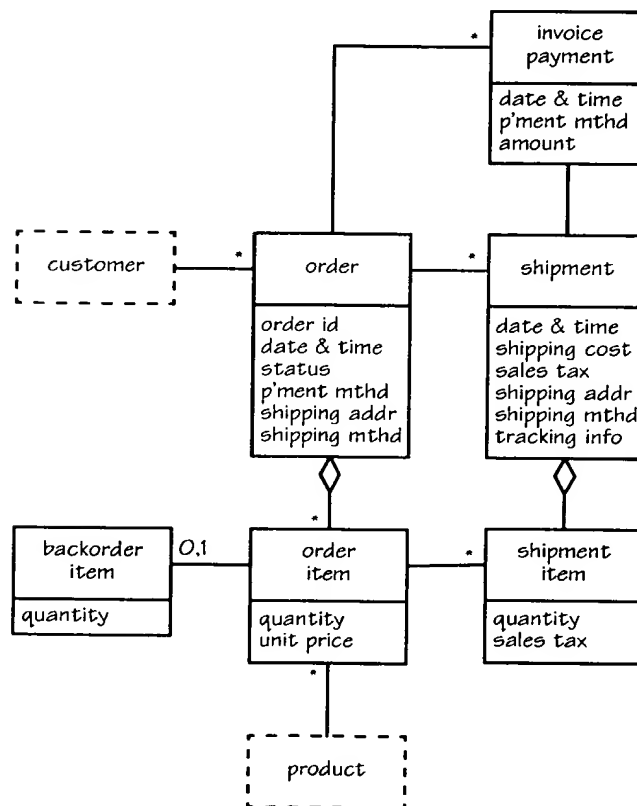 *
invoice
payment
date & time
p'ment mthd
amount
customer
*
order
*
shipment
order id
date & time
status
p'ment mthd
shipping addr
shipping mthd
date & time
shipping cost
sales tax
shipping addr
shipping mthd
tracking info
*
backorder
item
0,1
order
item
*
shipment
item
quantity
quantity
unit price
quantity
sales tax
*
product